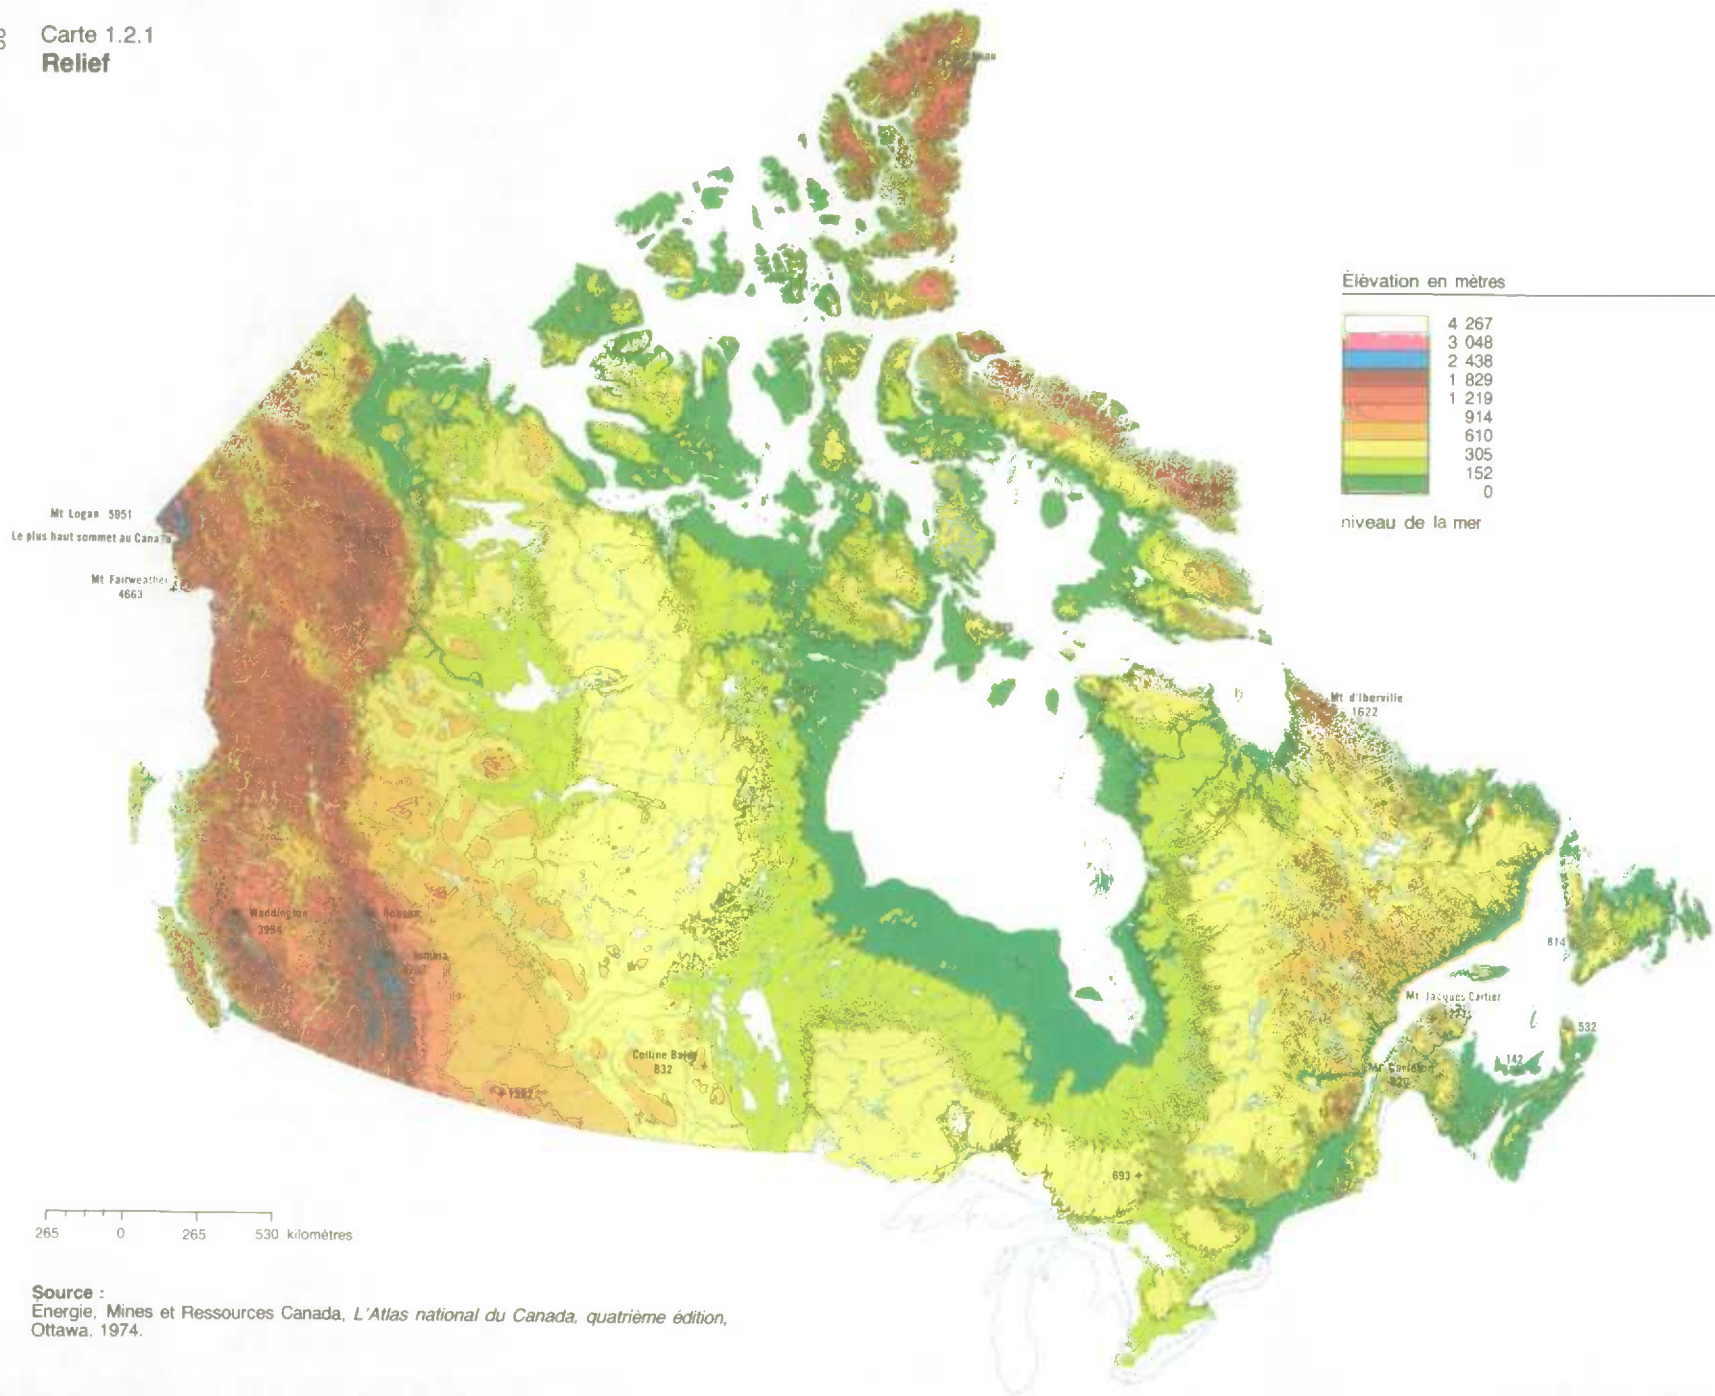 Carte 1.2.1
Relief
Élévation en mètres
4 267
3 048
2 438
1 829
1 219
914
610
305
152
0
niveau de la mer
Mt Logan 5951
Le plus haut sommet au Canada
Mt Fairweather
4663
Mt d'Iberville
1622
Waddington
3994
Robson
814
Mt Jacques Cartier
532
142
Mt Carleton
820
Colline Baldy
832
1392
693
265 0 265 530 kilomètres
Source :
Énergie, Mines et Ressources Canada, L'Atlas national du Canada, quatrième édition,
Ottawa, 1974.